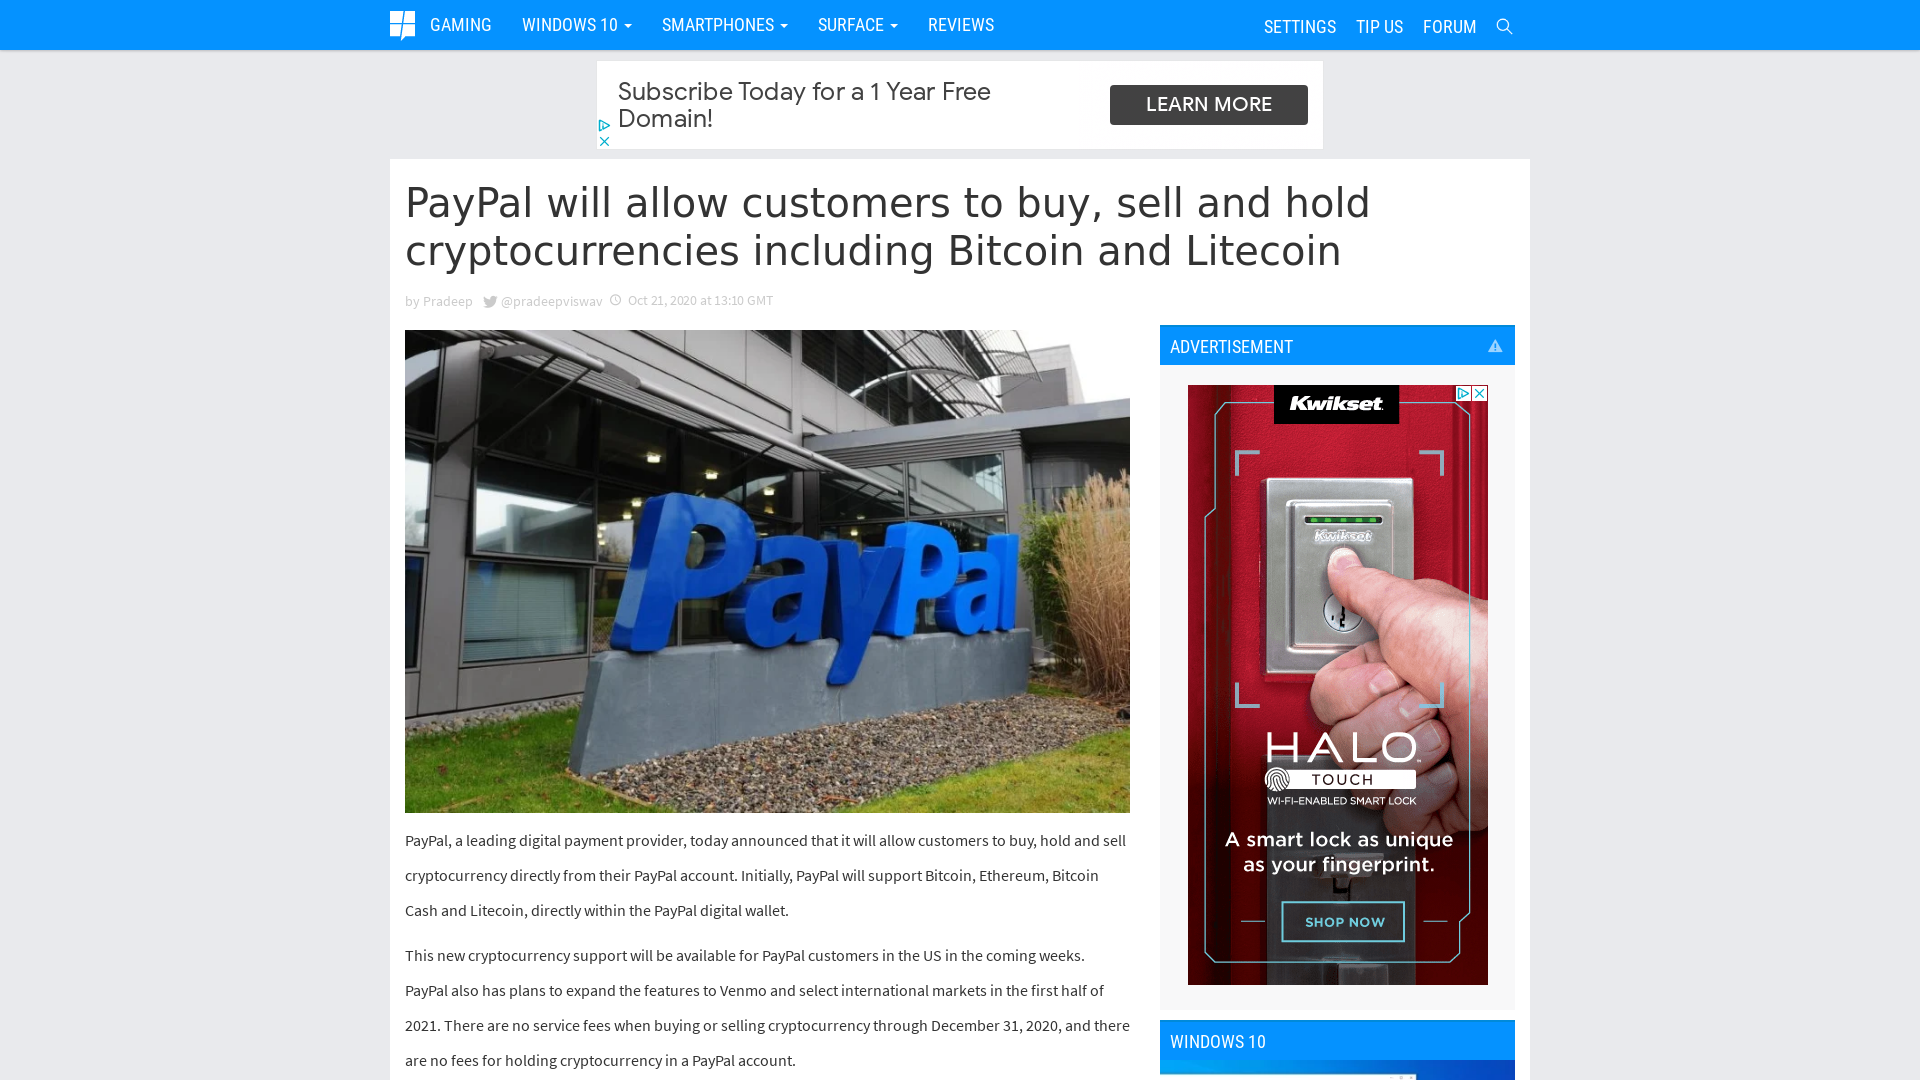 GAMING WINDOWS 10 SMARTPHONES SURFACE REVIEWS SETTINGS TIP US FORUM
Subscribe Today for a 1 Year Free
Domain!
LEARN MORE
PayPal will allow customers to buy, sell and hold
cryptocurrencies including Bitcoin and Litecoin
by Pradeep @pradeepviswav Oct 21, 2020 at 13:10 GMT
PayPal
PayPal, a leading digital payment provider, today announced that it will allow customers to buy, hold and sell
cryptocurrency directly from their PayPal account. Initially, PayPal will support Bitcoin, Ethereum, Bitcoin
Cash and Litecoin, directly within the PayPal digital wallet.
This new cryptocurrency support will be available for PayPal customers in the US in the coming weeks.
PayPal also has plans to expand the features to Venmo and select international markets in the first half of
2021. There are no service fees when buying or selling cryptocurrency through December 31, 2020, and there
are no fees for holding cryptocurrency in a PayPal account.
ADVERTISEMENT
Kwikset
Kwikset
HALO
TOUCH
WI-FI-ENABLED SMART LOCK
A smart lock as unique
as your fingerprint.
SHOP NOW
WINDOWS 10